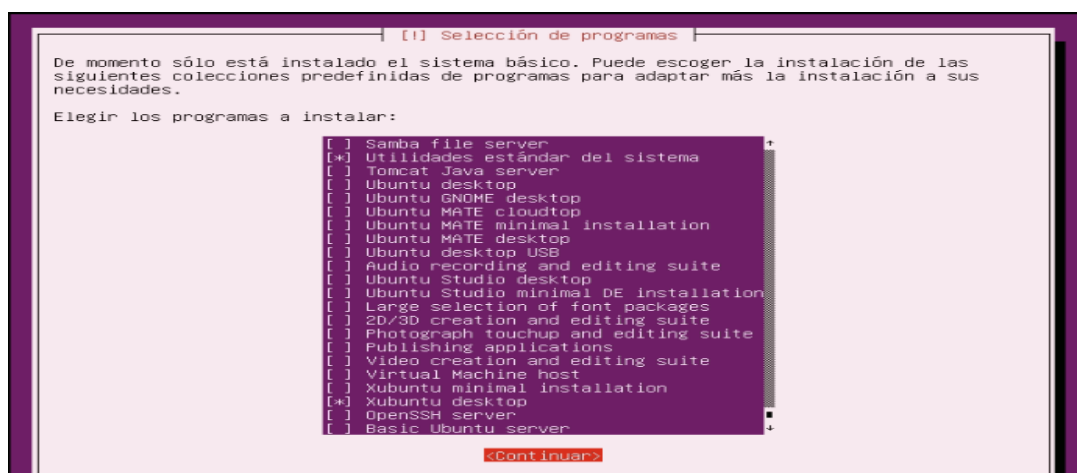 [!] Selección de programas
De momento sólo está instalado el sistema básico. Puede escoger la instalación de las
siguientes colecciones predefinidas de programas para adaptar más la instalación a sus
necesidades.
Elegir los programas a instalar:
[ ] Samba file server
[*] Utilidades estándar del sistema
[ ] Tomcat Java server
[ ] Ubuntu desktop
[ ] Ubuntu GNOME desktop
[ ] Ubuntu MATE cloudtop
[ ] Ubuntu MATE minimal installation
[ ] Ubuntu MATE desktop
[ ] Ubuntu desktop USB
[ ] Audio recording and editing suite
[ ] Ubuntu Studio desktop
[ ] Ubuntu Studio minimal DE installation
[ ] Large selection of font packages
[ ] 2D/3D creation and editing suite
[ ] Photograph touchup and editing suite
[ ] Publishing applications
[ ] Video creation and editing suite
[ ] Virtual Machine host
[ ] Xubuntu minimal installation
[*] Xubuntu desktop
[ ] OpenSSH server
[ ] Basic Ubuntu server
<Continuar>